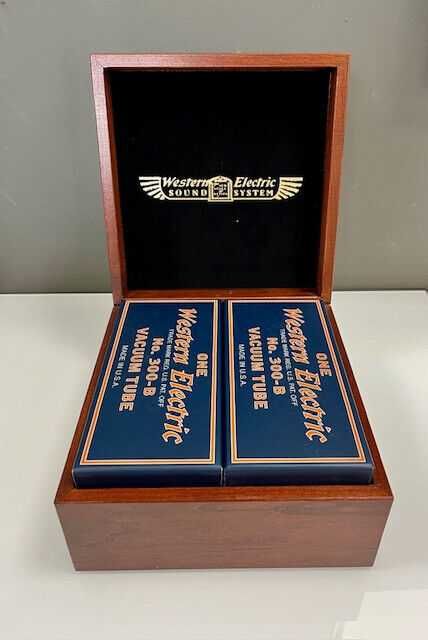 Western Electric
SOUND SYSTEM
ONE
Western Electric
TRADE MARK REG. U.S. PAT. OFF
No. 300-B
VACUUM TUBE
MADE IN U.S.A.
ONE
Western Electric
TRADE MARK REG. U.S. PAT. OFF
No. 300-B
VACUUM TUBE
MADE IN U.S.A.